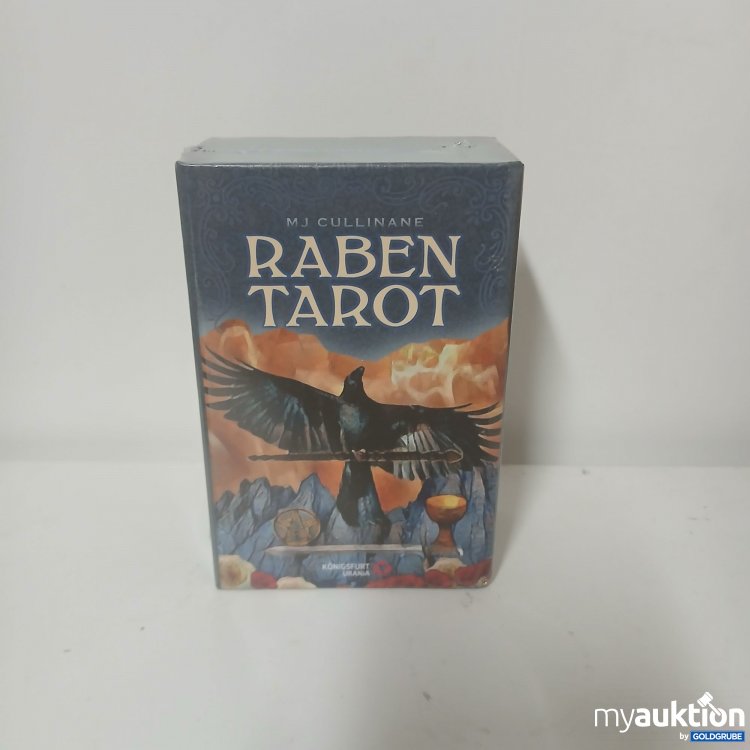 MJ CULLINANE
RABEN
TAROT
KÖNIGSFURT
URANIA
myauktion
by GOLDGRUBE